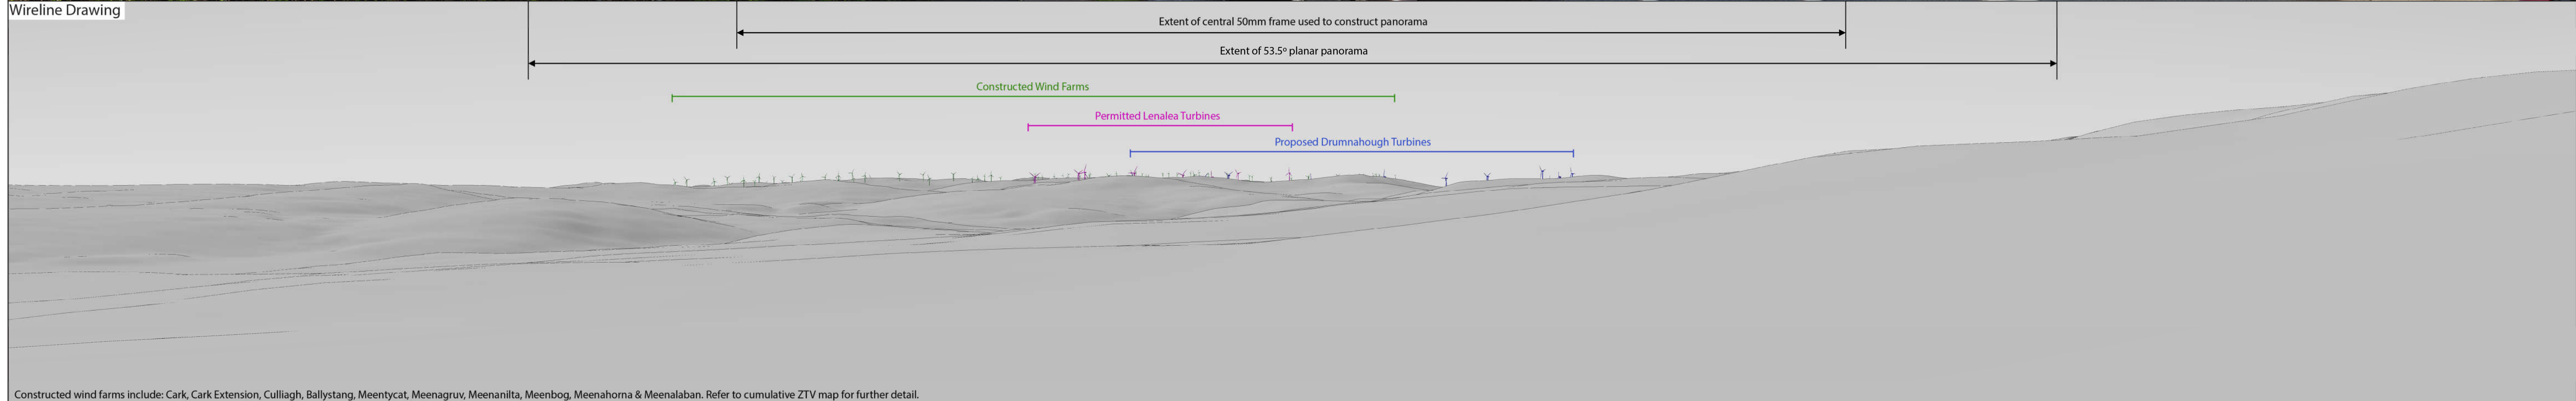 Wireline Drawing
Extent of central 50mm frame used to construct panorama
Extent of 53.5º planar panorama
Constructed Wind Farms
Permitted Lenalea Turbines
Proposed Drumnahough Turbines
Constructed wind farms include: Cark, Cark Extension, Culliagh, Ballystang, Meentycat, Meenagruv, Meenanilta, Meenbog, Meenahorna & Meenalaban. Refer to cumulative ZTV map for further detail.